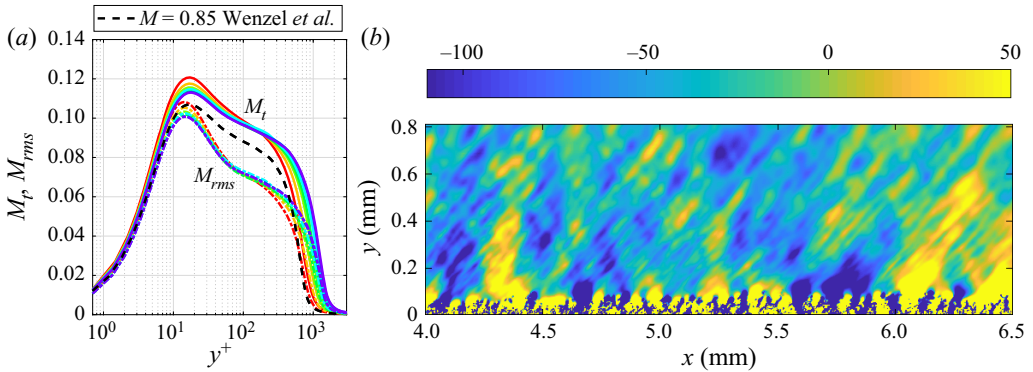 M = 0.85 Wenzel et al.
(a)
0.14
0.12
0.10
0.08
0.06
0.04
0.02
0
M_t, M_rms
M_t
M_rms
10^0 10^1 10^2 10^3
y^+
(b)
−100 −50 0 50
0.8
0.6
0.4
0.2
0
y (mm)
4.0 4.5 5.0 5.5 6.0 6.5
x (mm)